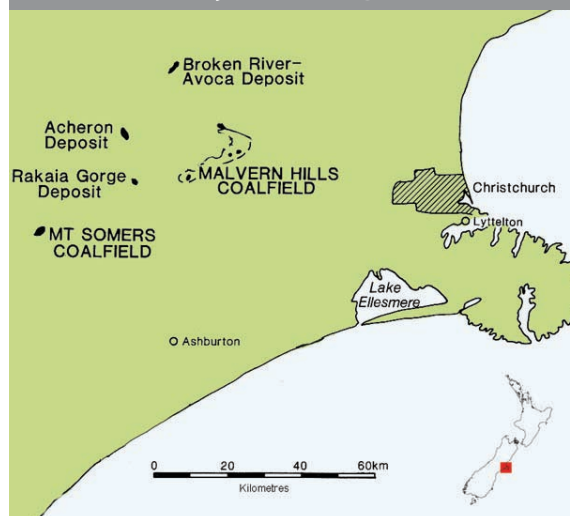 Broken River–
Avoca Deposit
Acheron
Deposit
Rakaia Gorge
Deposit
MALVERN HILLS
COALFIELD
Christchurch
Lyttelton
MT SOMERS
COALFIELD
Lake
Ellesmere
Ashburton
0 20 40 60km
Kilometres